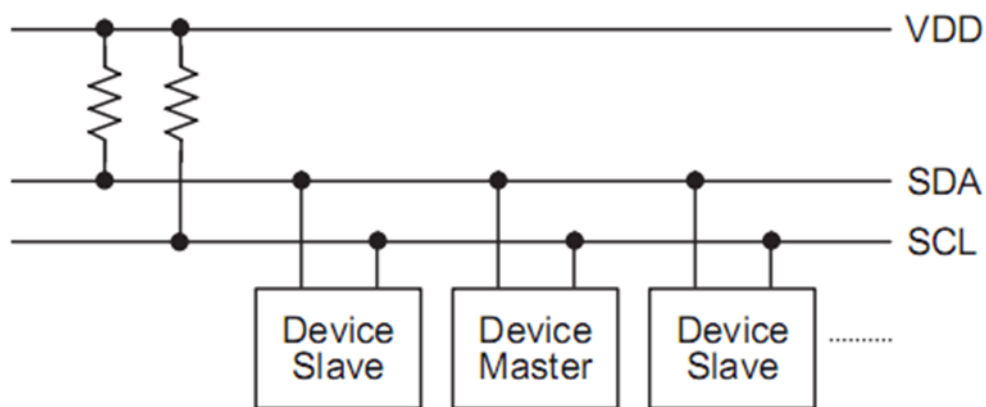 VDD
SDA
SCL
Device
Slave
Device
Master
Device
Slave